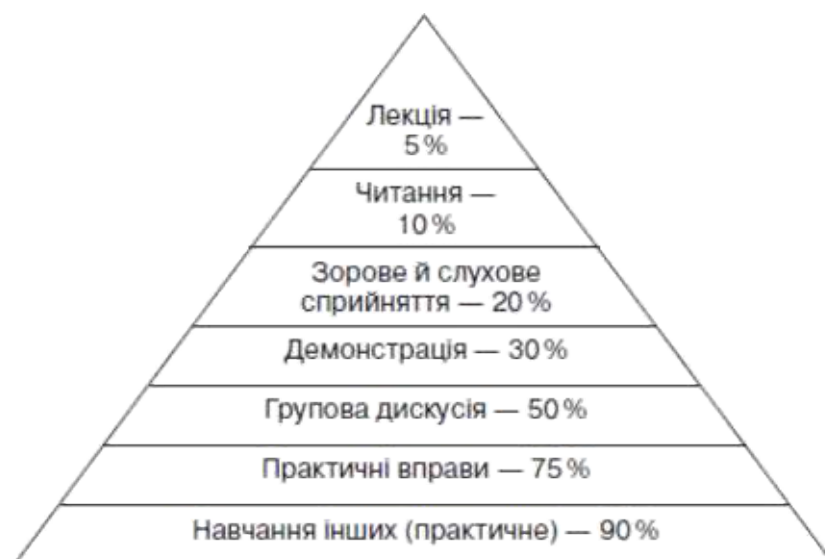 Лекція —
5 %
Читання —
10 %
Зорове й слухове
сприйняття — 20 %
Демонстрація — 30 %
Групова дискусія — 50 %
Практичні вправи — 75 %
Навчання інших (практичне) — 90 %